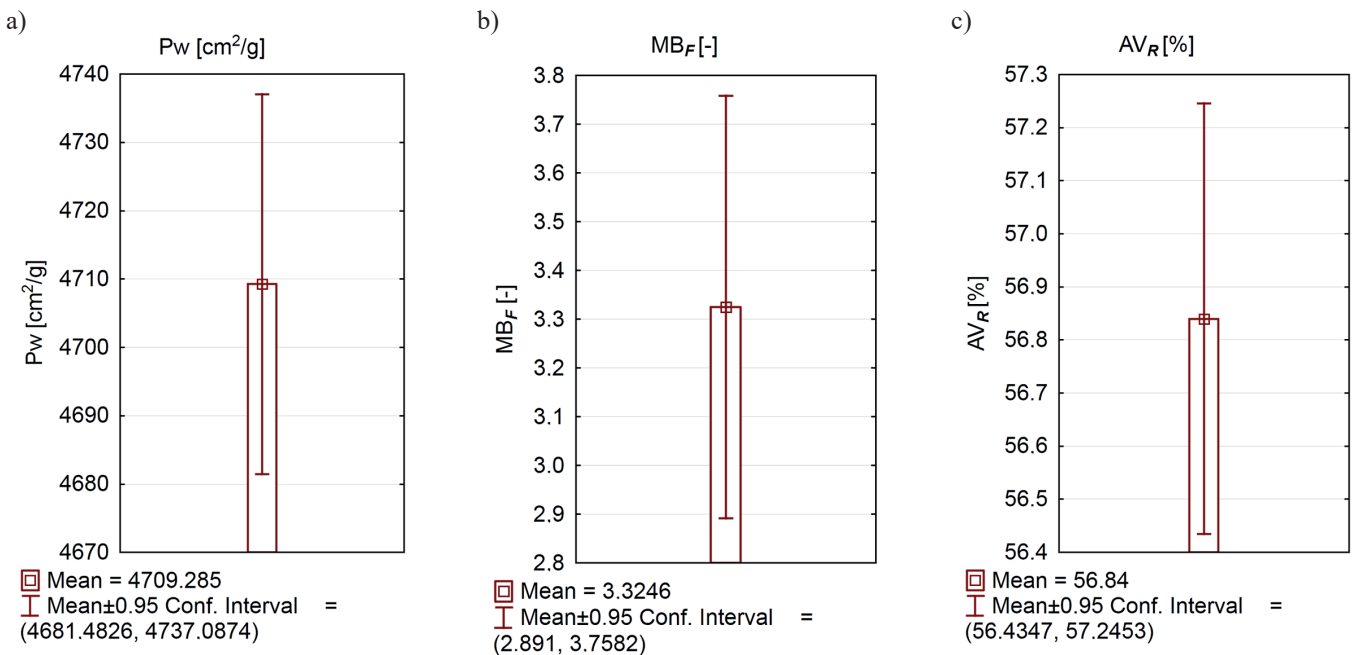 a)
Pw [cm²/g]
Pw [cm²/g]
4740
4730
4720
4710
4700
4690
4680
4670
Mean = 4709.285
Mean±0.95 Conf. Interval =
(4681.4826, 4737.0874)
b)
MB_F [-]
MB_F [-]
3.8
3.7
3.6
3.5
3.4
3.3
3.2
3.1
3.0
2.9
2.8
Mean = 3.3246
Mean±0.95 Conf. Interval =
(2.891, 3.7582)
c)
AV_R [%]
AV_R [%]
57.3
57.2
57.1
57.0
56.9
56.8
56.7
56.6
56.5
56.4
Mean = 56.84
Mean±0.95 Conf. Interval =
(56.4347, 57.2453)